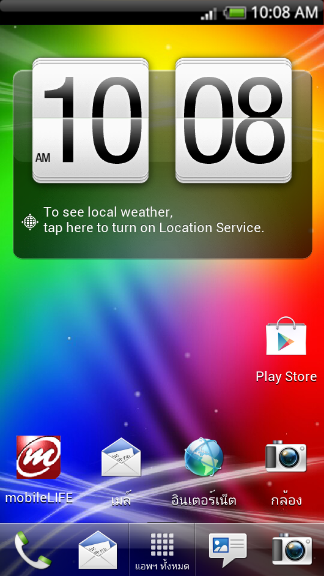 10:08 AM
AM 10 08
To see local weather,
tap here to turn on Location Service.
Play Store
mobileLIFE
เมล์
อินเตอร์เน็ต
กล้อง
แอพฯ ทั้งหมด